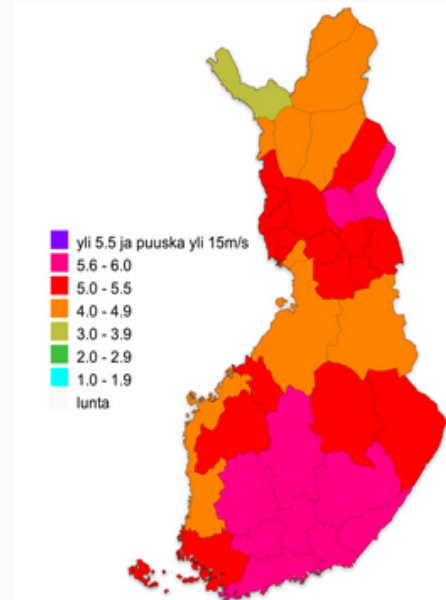 yli 5.5 ja puuska yli 15m/s
5.6 - 6.0
5.0 - 5.5
4.0 - 4.9
3.0 - 3.9
2.0 - 2.9
1.0 - 1.9
lunta